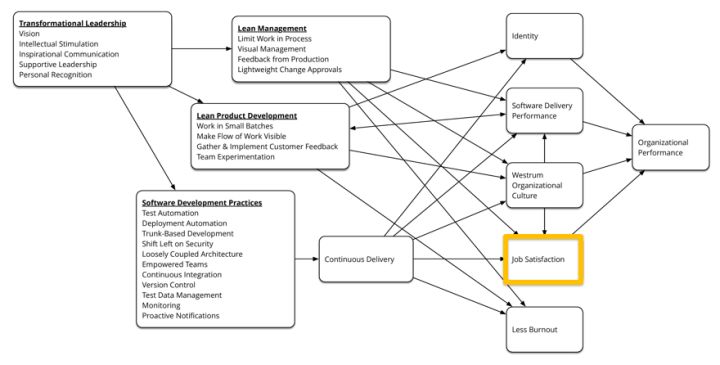 Transformational Leadership
Vision
Intellectual Stimulation
Inspirational Communication
Supportive Leadership
Personal Recognition
Lean Management
Limit Work in Process
Visual Management
Feedback from Production
Lightweight Change Approvals
Lean Product Development
Work in Small Batches
Make Flow of Work Visible
Gather & Implement Customer Feedback
Team Experimentation
Software Development Practices
Test Automation
Deployment Automation
Trunk-Based Development
Shift Left on Security
Loosely Coupled Architecture
Empowered Teams
Continuous Integration
Version Control
Test Data Management
Monitoring
Proactive Notifications
Continuous Delivery
Identity
Software Delivery
Performance
Westrum
Organizational
Culture
Job Satisfaction
Less Burnout
Organizational
Performance